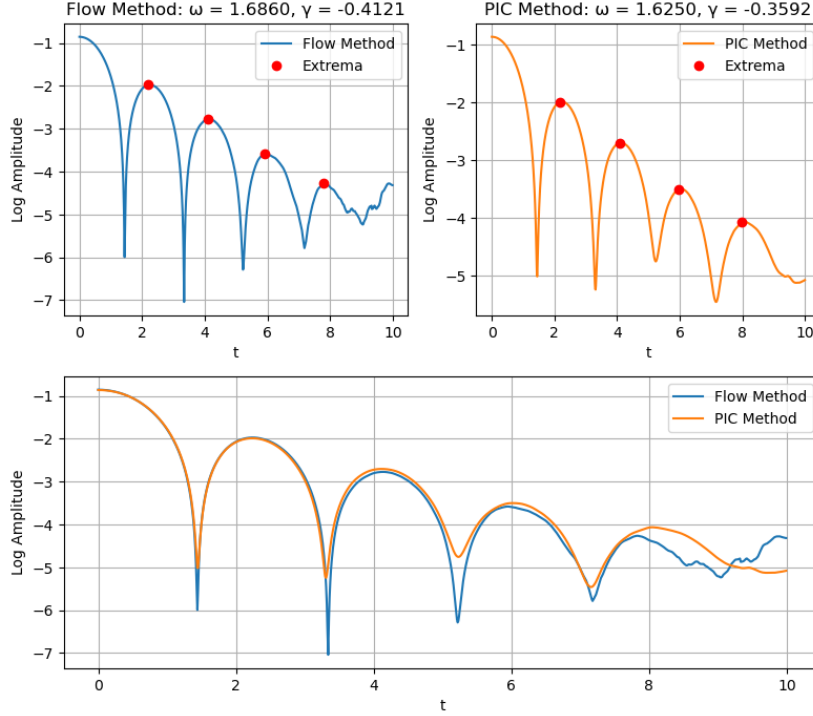 Flow Method: ω = 1.6860, γ = -0.4121
PIC Method: ω = 1.6250, γ = -0.3592
Flow Method
Extrema
Log Amplitude
−1
−2
−3
−4
−5
−6
−7
0
2
4
6
8
10
t
PIC Method
Extrema
Log Amplitude
−1
−2
−3
−4
−5
0
2
4
6
8
10
t
Flow Method
PIC Method
Log Amplitude
−1
−2
−3
−4
−5
−6
−7
0
2
4
6
8
10
t